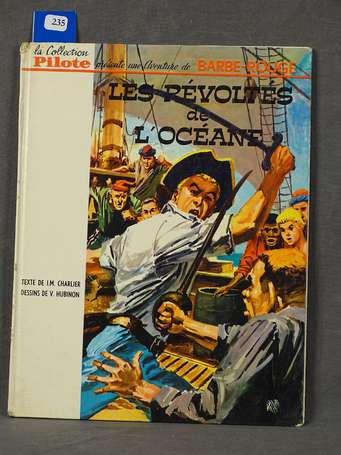 235
la Collection
Pilote présente une Aventure de BARBE-ROUGE
LES RÉVOLTÉS
de
L'OCÉANE
TEXTE DE J.M. CHARLIER
DESSINS DE V. HUBINON